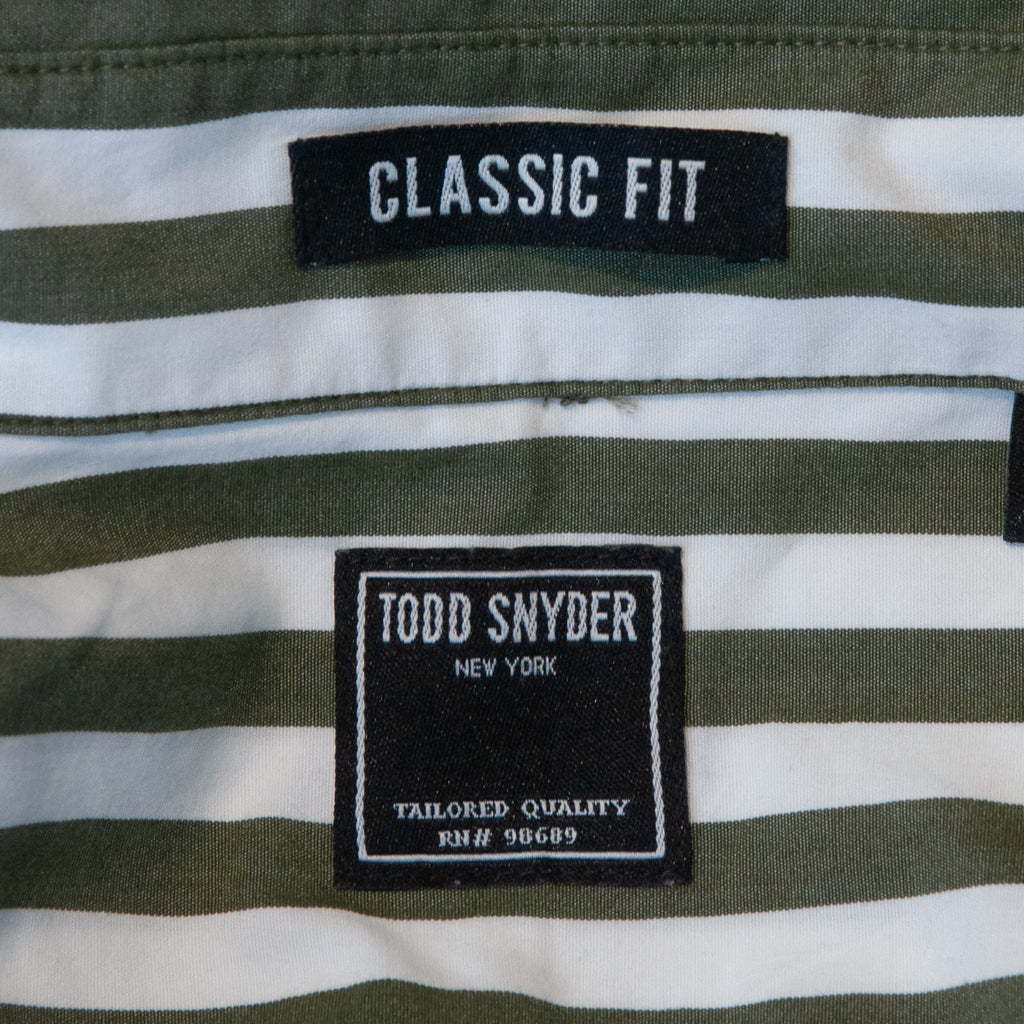 CLASSIC FIT
TODD SNYDER
NEW YORK
TAILORED QUALITY
RN# 98689